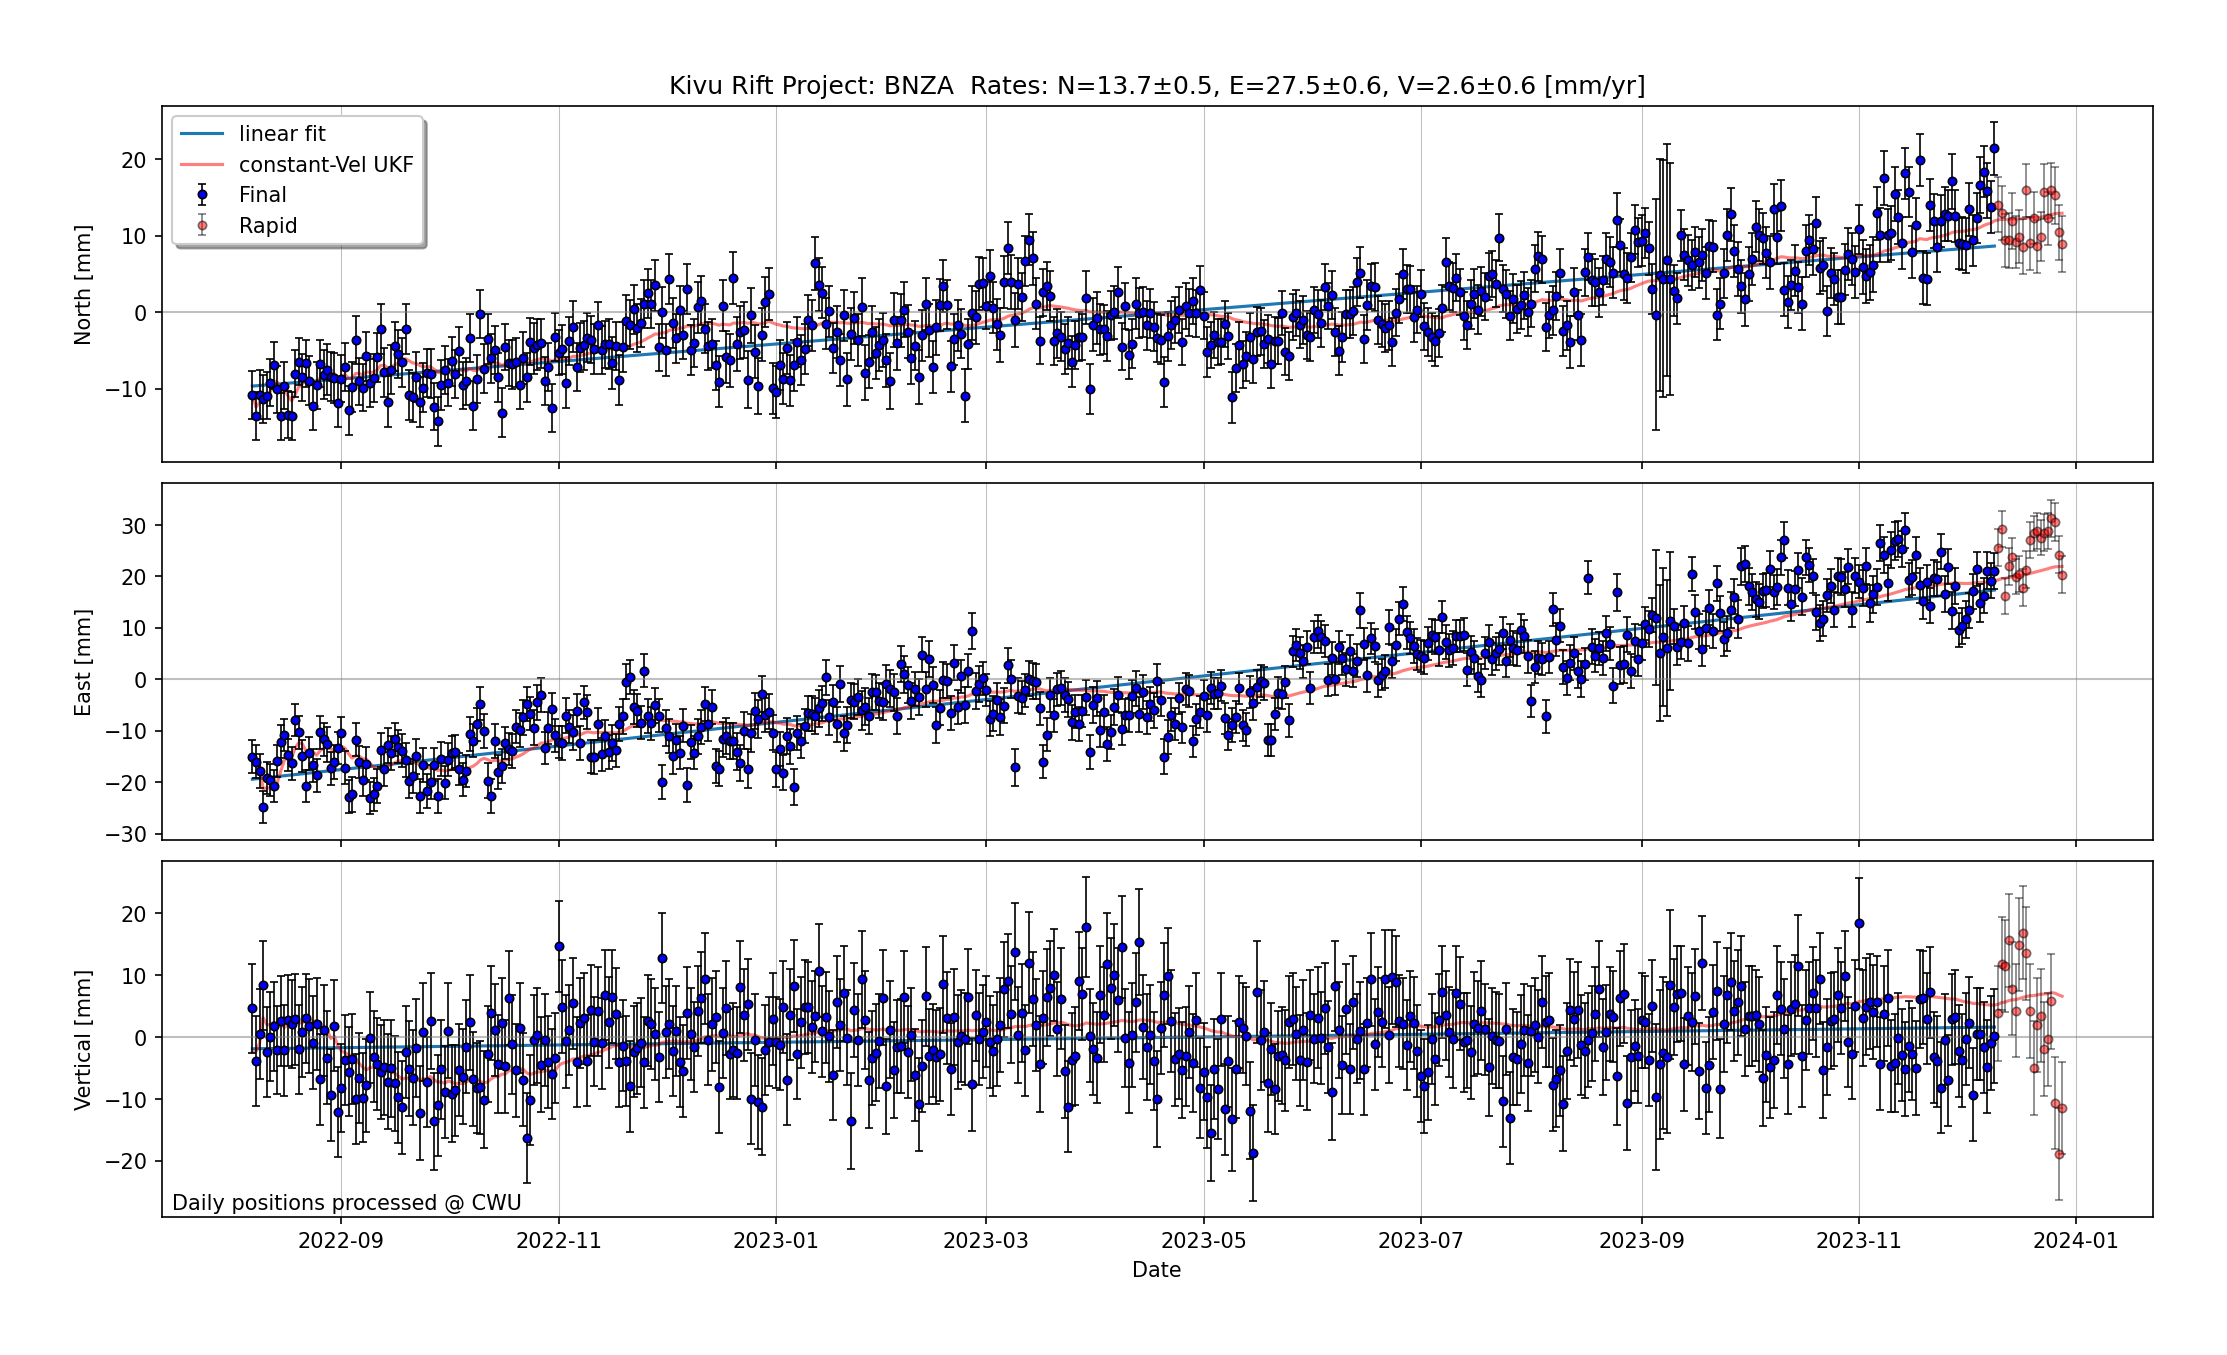 Kivu Rift Project: BNZA  Rates: N=13.7±0.5, E=27.5±0.6, V=2.6±0.6 [mm/yr]
linear fit
constant-Vel UKF
Final
Rapid
North [mm]
20
10
0
−10
East [mm]
30
20
10
0
−10
−20
−30
Vertical [mm]
20
10
0
−10
−20
Daily positions processed @ CWU
2022-09 2022-11 2023-01 2023-03 2023-05 2023-07 2023-09 2023-11 2024-01
Date